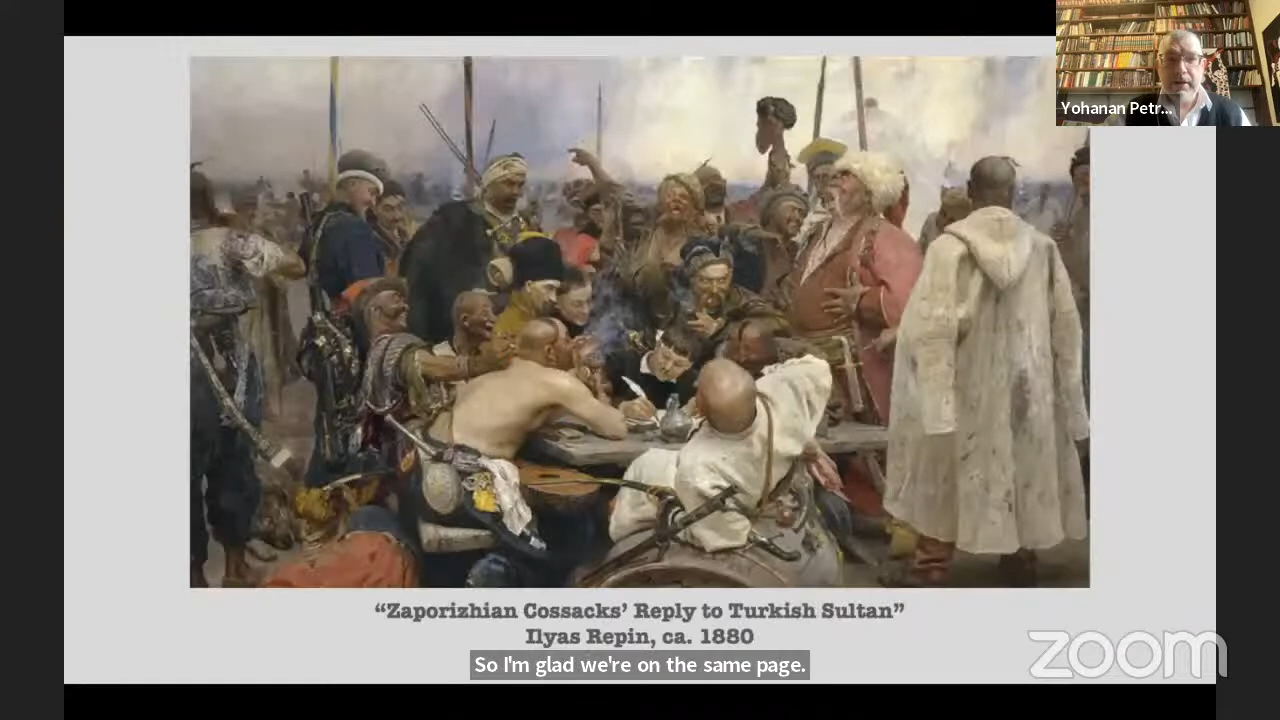 Yohanan Petr...
“Zaporizhian Cossacks’ Reply to Turkish Sultan”
Ilyas Repin, ca. 1880
So I'm glad we're on the same page.
zoom